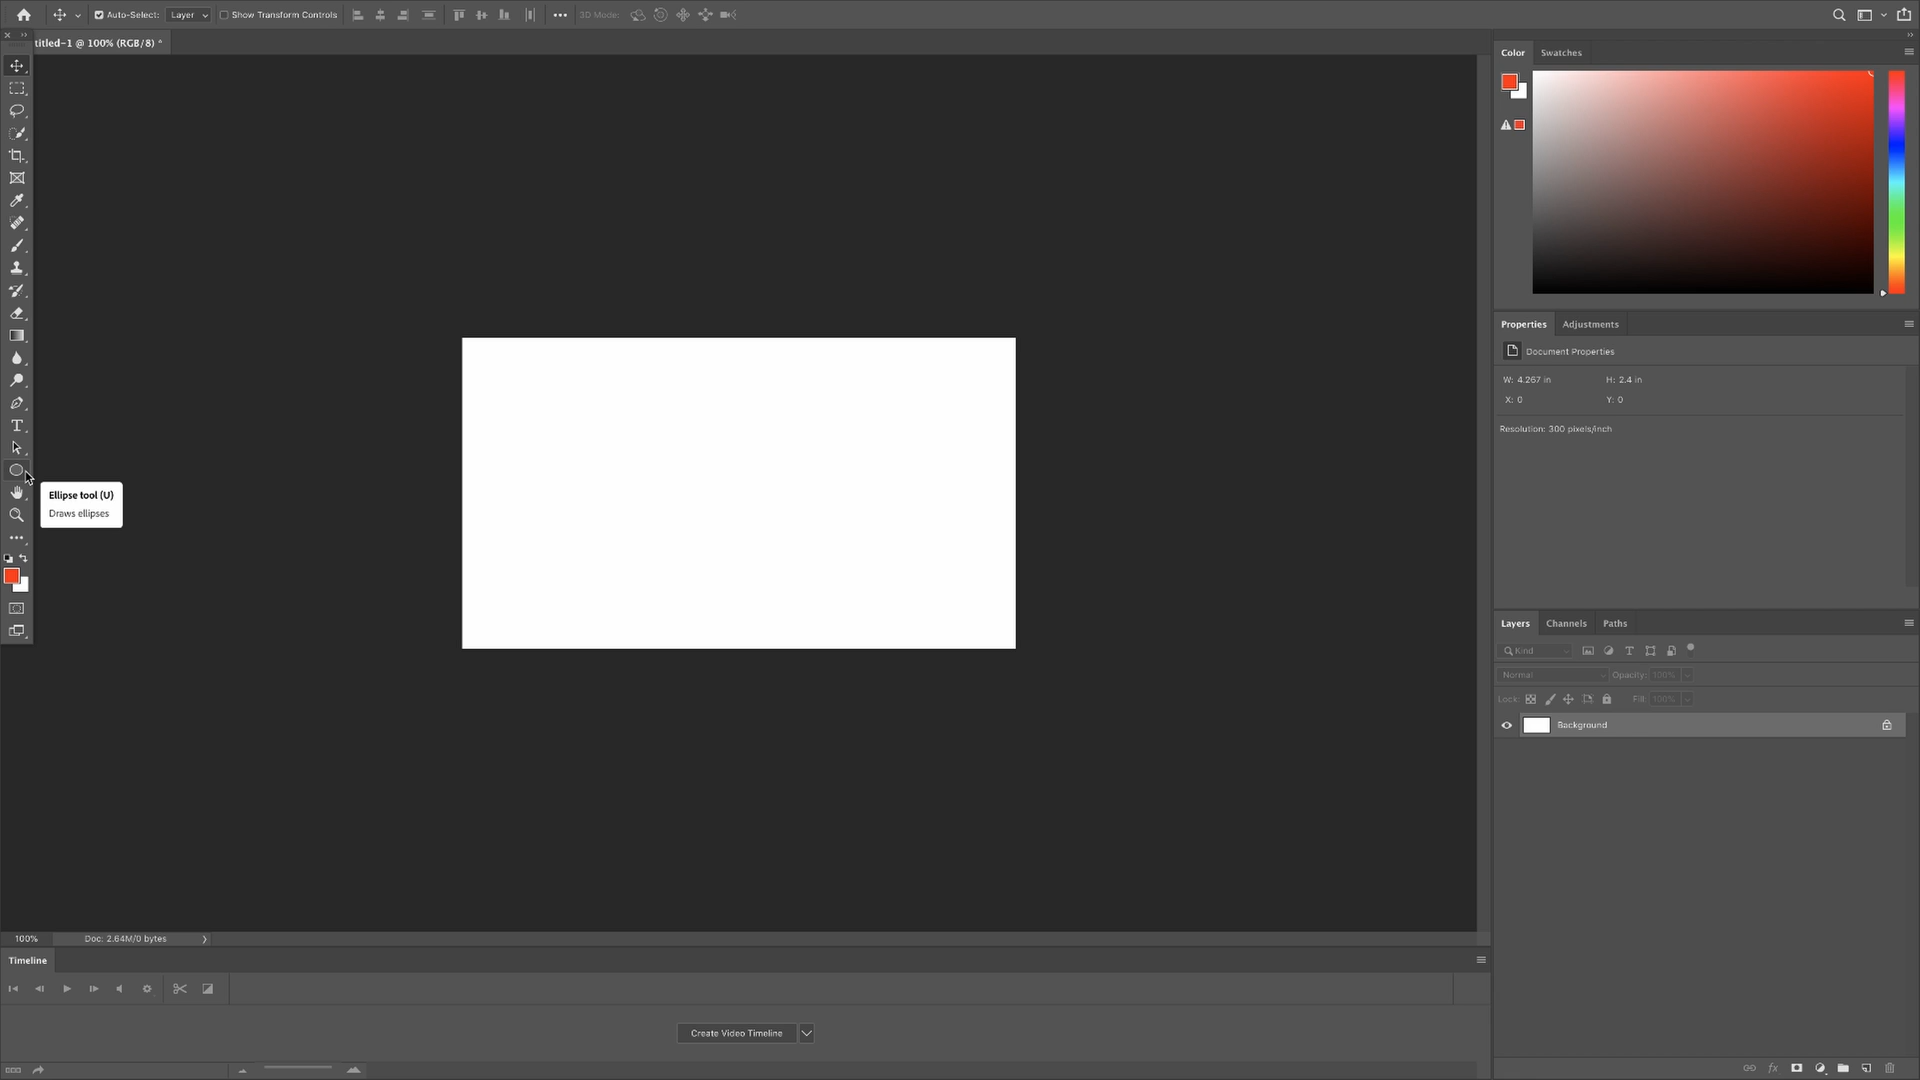 Auto-Select: Layer Show Transform Controls 3D Mode:
titled-1 @ 100% (RGB/8) *
Color Swatches
Properties Adjustments
Document Properties
W: 4.267 in H: 2.4 in
X: 0 Y: 0
Resolution: 300 pixels/inch
Ellipse tool (U)
Draws ellipses
Layers Channels Paths
Kind
Normal Opacity: 100%
Lock: Fill: 100%
Background
100% Doc: 2.64M/0 bytes
Timeline
Create Video Timeline